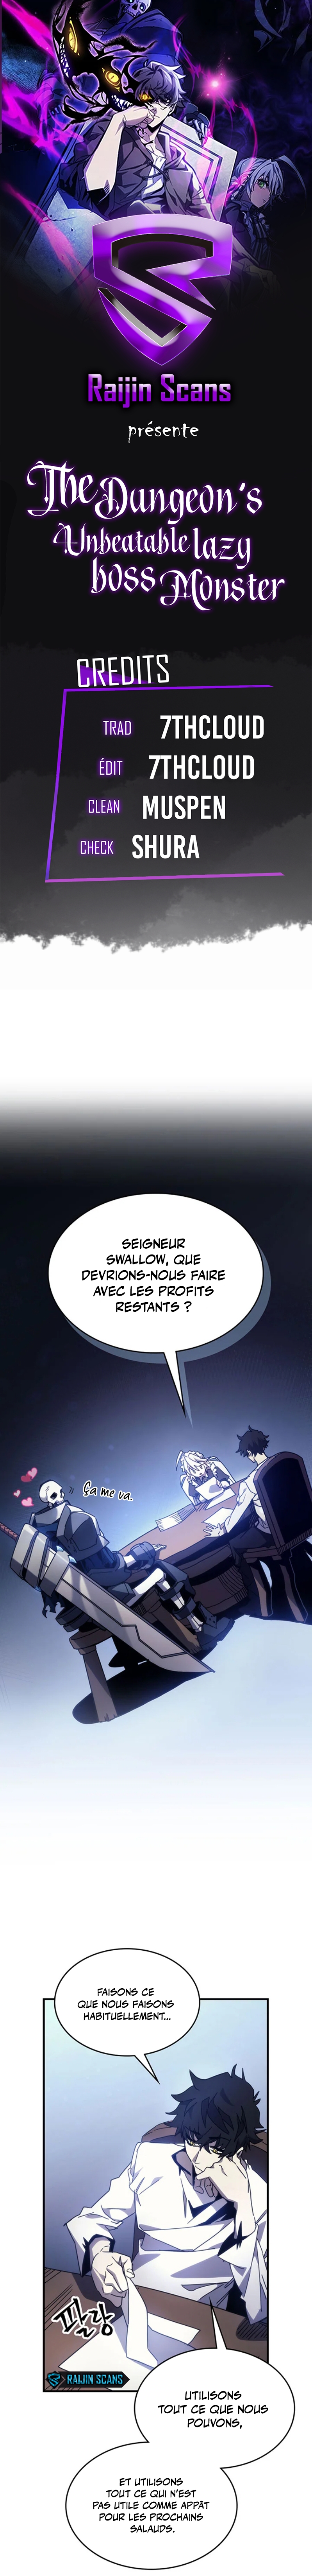 Raijin Scans
présente
The Dungeon's
Unbeatable lazy
boss Monster
CREDITS
TRAD 7THCLOUD
ÉDIT 7THCLOUD
CLEAN MUSPEN
CHECK SHURA
SEIGNEUR
SWALLOW, QUE
DEVRIONS-NOUS FAIRE
AVEC LES PROFITS
RESTANTS ?
Ça me va.
FAISONS CE
QUE NOUS FAISONS
HABITUELLEMENT...
펄랑
RAIJIN SCANS
UTILISONS
TOUT CE QUE NOUS
POUVONS,
ET UTILISONS
TOUT CE QUI N'EST
PAS UTILE COMME APPÂT
POUR LES PROCHAINS
SALAUDS.